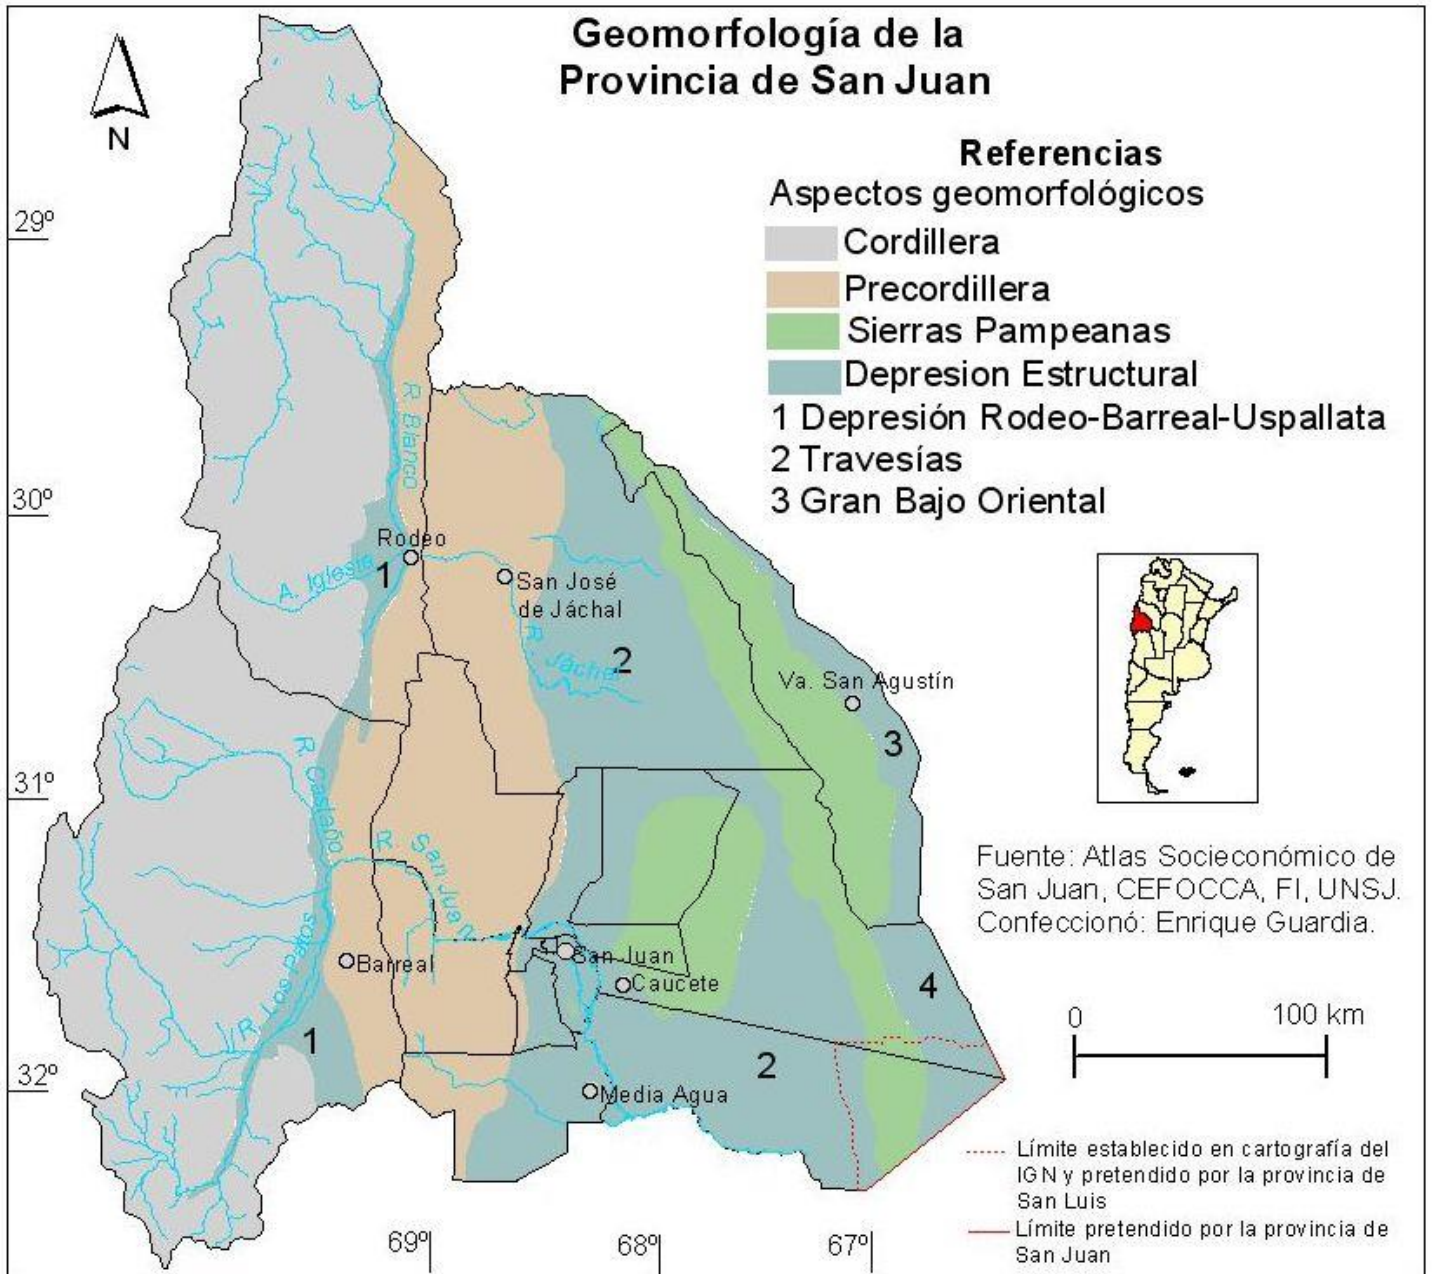 Geomorfología de la
Provincia de San Juan
N
Referencias
Aspectos geomorfológicos
Cordillera
Precordillera
Sierras Pampeanas
Depresion Estructural
1 Depresión Rodeo-Barreal-Uspallata
2 Travesías
3 Gran Bajo Oriental
29º
30º
31º
32º
69º
68º
67º
R. Blanco
Rodeo
A. Iglesia
1
San José
de Jáchal
R. Jáchal
2
Va. San Agustín
3
R. Castaño
R. San Juan
R. Los Patos
Barreal
San Juan
Caucete
4
1
2
Media Agua
Fuente: Atlas Socieconómico de
San Juan, CEFOCCA, FI, UNSJ.
Confeccionó: Enrique Guardia.
0 100 km
Límite establecido en cartografía del
IGN y pretendido por la provincia de
San Luis
Límite pretendido por la provincia de
San Juan